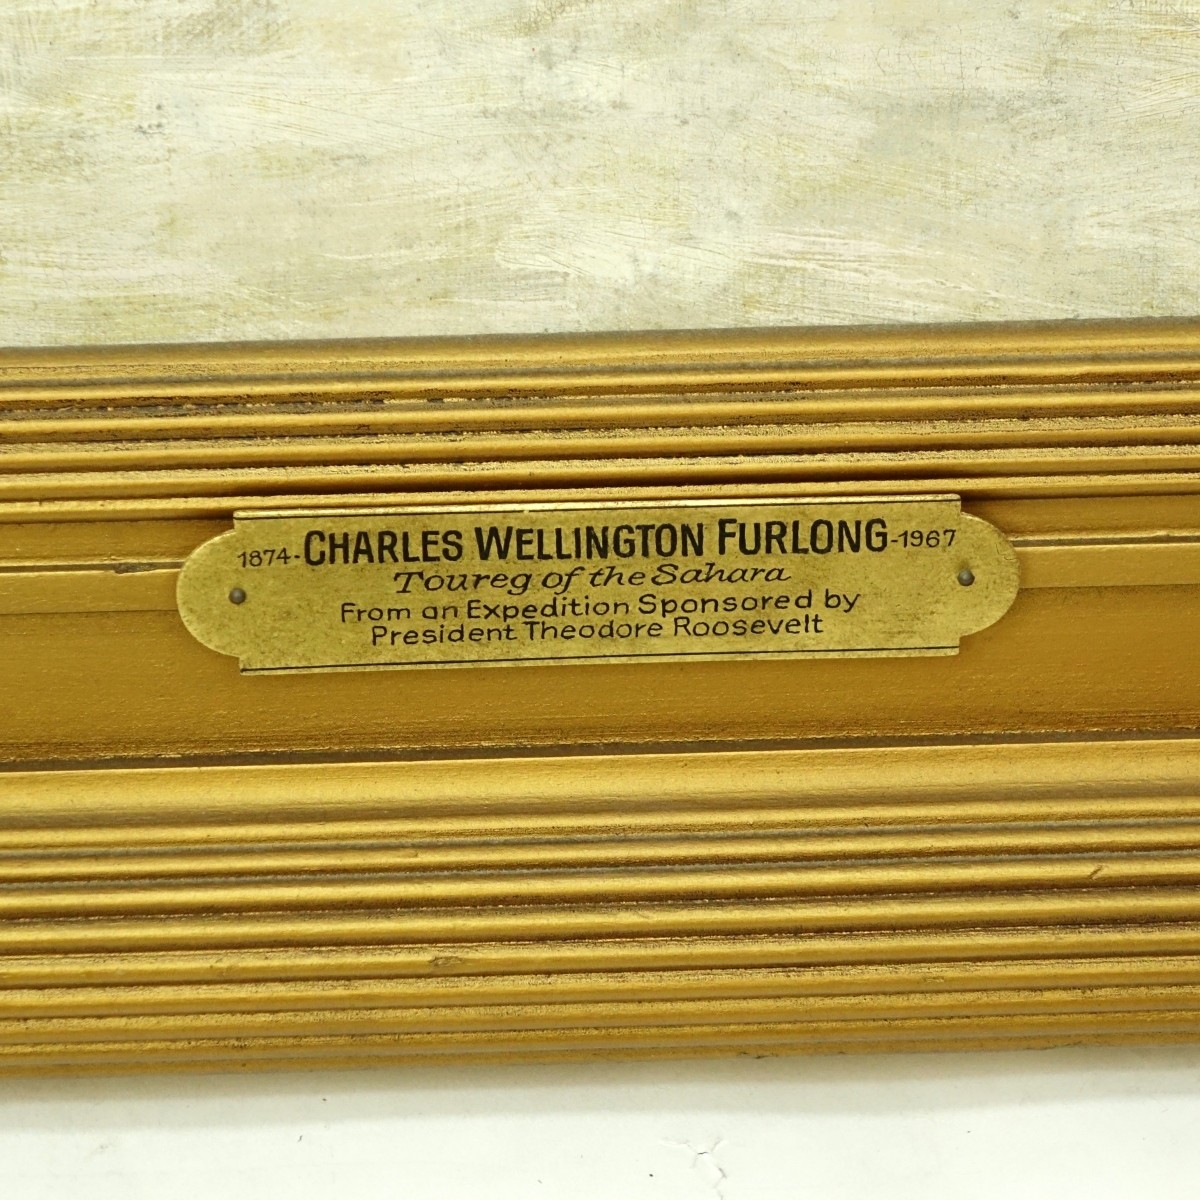 1874-CHARLES WELLINGTON FURLONG-1967
Toureg of the Sahara
From an Expedition Sponsored by
President Theodore Roosevelt